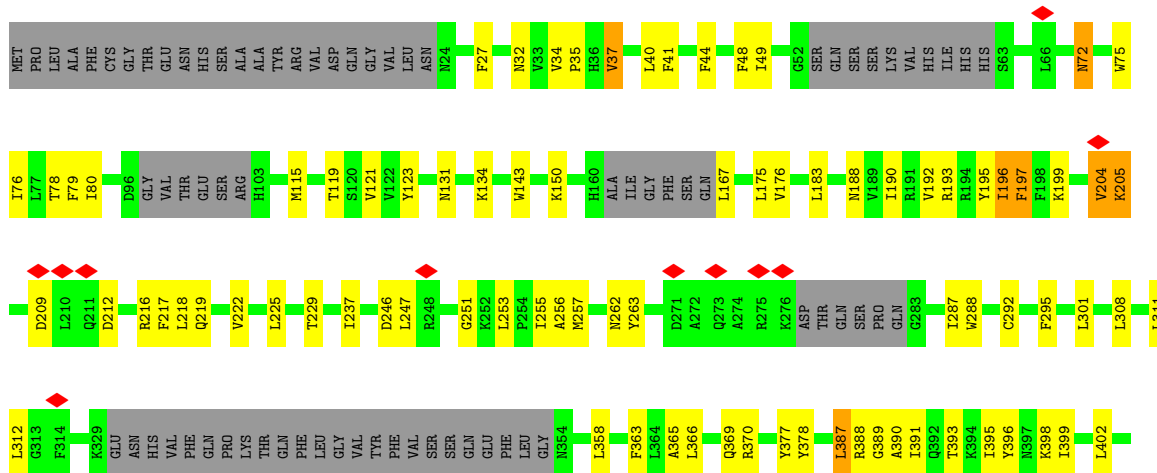 MET PRO LEU ALA PHE CYS GLY THR GLU ASN HIS SER ALA ALA TYR ARG VAL ASP GLN GLY VAL LEU ASN N24 F27 N32 V33 V34 P35 H36 V37 L40 F41 F44 F48 I49 G52 SER GLN SER SER LYS VAL HIS ILE HIS HIS S63 L66 N72 W75
I76 L77 T78 F79 I80 D96 GLY VAL THR GLU SER ARG H103 M115 T119 S120 V121 V122 Y123 N131 K134 W143 K150 H160 ALA ILE GLY PHE SER GLN L167 L175 V176 L183 N188 V189 I190 R191 V192 R193 R194 Y195 I196 F197 F198 K199 V204 K205
D209 L210 Q211 D212 R216 F217 L218 Q219 V222 L225 T229 I237 D246 L247 R248 G251 K252 L253 P254 I255 A256 M257 N262 Y263 D271 A272 Q273 A274 R275 K276 ASP THR GLN SER PRO GLN G283 I287 W288 C292 F295 L301 L308 L311
L312 G313 F314 K329 GLU ASN HIS VAL PHE GLN PRO LYS THR GLN PHE LEU GLY VAL TYR PHE VAL SER SER GLN GLU PHE LEU GLY N354 L358 F363 L364 A365 L366 Q369 R370 Y377 Y378 L387 R388 G389 A390 I391 Q392 T393 K394 I395 Y396 N397 K398 I399 L402